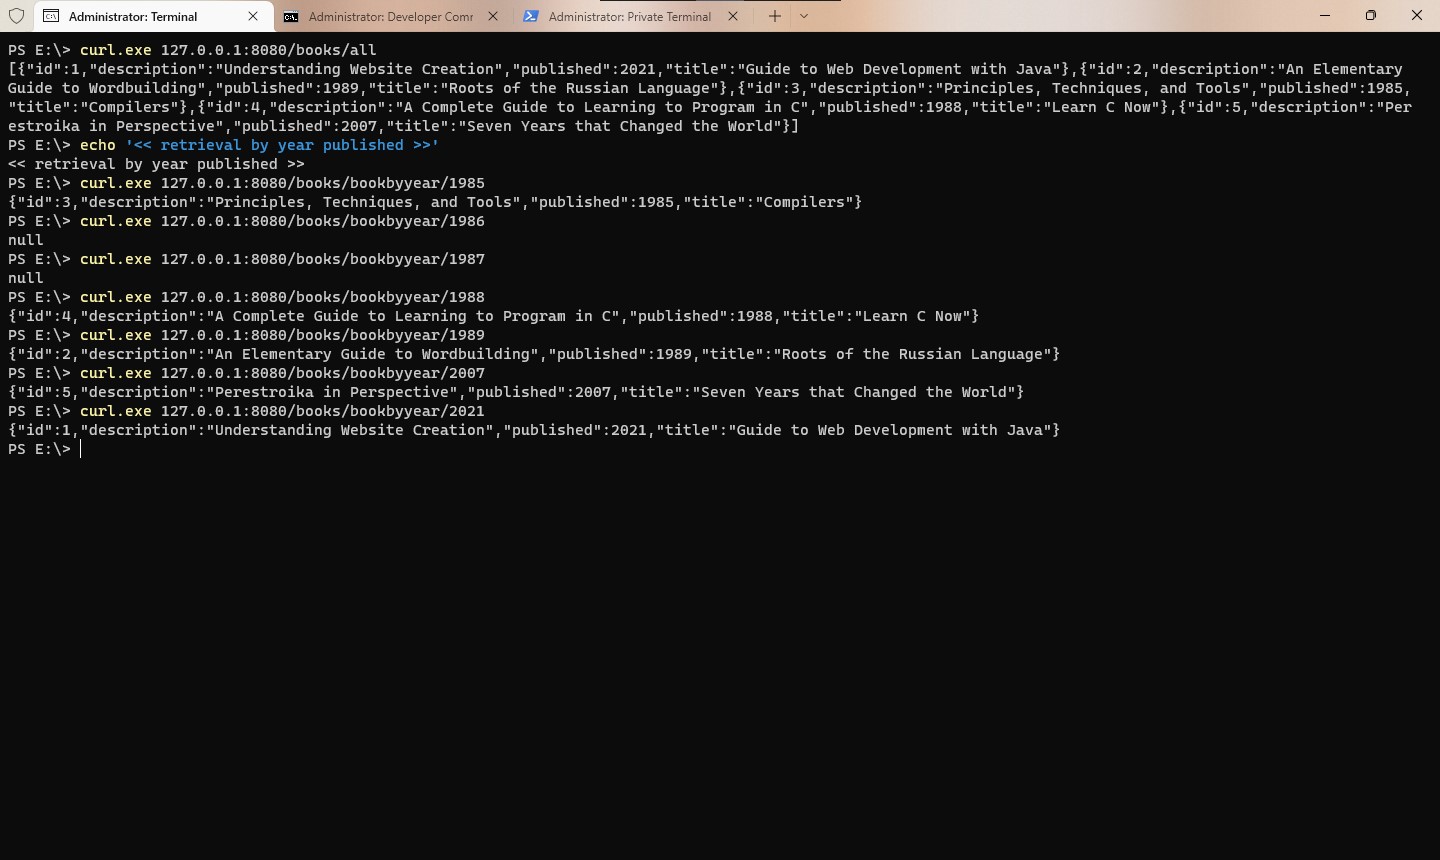 Administrator: Terminal
Administrator: Developer Comr
Administrator: Private Terminal
PS E:\> curl.exe 127.0.0.1:8080/books/all
[{"id":1,"description":"Understanding Website Creation","published":2021,"title":"Guide to Web Development with Java"},{"id":2,"description":"An Elementary
Guide to Wordbuilding","published":1989,"title":"Roots of the Russian Language"},{"id":3,"description":"Principles, Techniques, and Tools","published":1985,
"title":"Compilers"},{"id":4,"description":"A Complete Guide to Learning to Program in C","published":1988,"title":"Learn C Now"},{"id":5,"description":"Per
estroika in Perspective","published":2007,"title":"Seven Years that Changed the World"}]
PS E:\> echo '<< retrieval by year published >>'
<< retrieval by year published >>
PS E:\> curl.exe 127.0.0.1:8080/books/bookbyyear/1985
{"id":3,"description":"Principles, Techniques, and Tools","published":1985,"title":"Compilers"}
PS E:\> curl.exe 127.0.0.1:8080/books/bookbyyear/1986
null
PS E:\> curl.exe 127.0.0.1:8080/books/bookbyyear/1987
null
PS E:\> curl.exe 127.0.0.1:8080/books/bookbyyear/1988
{"id":4,"description":"A Complete Guide to Learning to Program in C","published":1988,"title":"Learn C Now"}
PS E:\> curl.exe 127.0.0.1:8080/books/bookbyyear/1989
{"id":2,"description":"An Elementary Guide to Wordbuilding","published":1989,"title":"Roots of the Russian Language"}
PS E:\> curl.exe 127.0.0.1:8080/books/bookbyyear/2007
{"id":5,"description":"Perestroika in Perspective","published":2007,"title":"Seven Years that Changed the World"}
PS E:\> curl.exe 127.0.0.1:8080/books/bookbyyear/2021
{"id":1,"description":"Understanding Website Creation","published":2021,"title":"Guide to Web Development with Java"}
PS E:\>